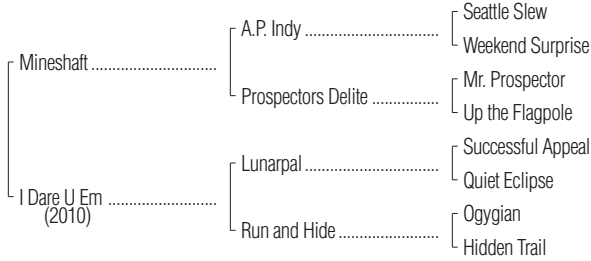 Seattle Slew
A.P. Indy ................................
Weekend Surprise
Mineshaft ..............................
Mr. Prospector
Prospectors Delite ................
Up the Flagpole
Successful Appeal
Lunarpal ................................
Quiet Eclipse
I Dare U Em ..........................
(2010)
Ogygian
Run and Hide ........................
Hidden Trail